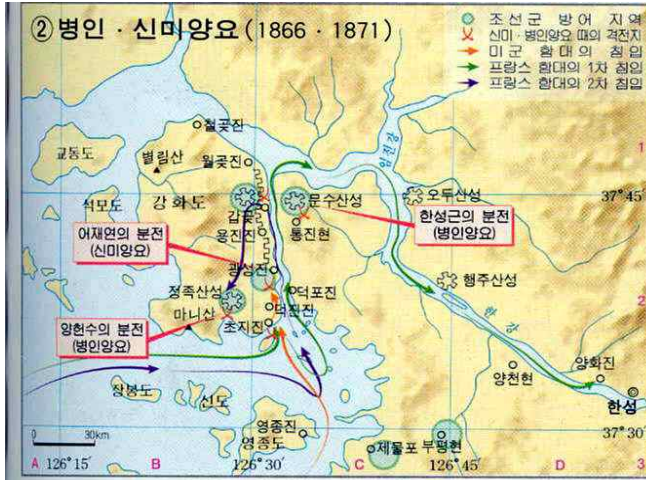 ② 병인 · 신미양요 (1866 · 1871)
조선군 방어 지역
신미 · 병인양요 때의 격전지
미군 함대의 침입
프랑스 함대의 1차 침입
프랑스 함대의 2차 침입
철곶진
교동도
별립산
월곶진
임진강
1
석모도
강화도
갑곶
문수산성
오두산성
37°45′
어재연의 분전
(신미양요)
용진진
통진현
한성근의 분전
(병인양요)
광성진
정족산성
덕포진
행주산성
마니산
덕진진
2
양헌수의 분전
(병인양요)
초지진
한강
양천현
양화진
장봉도
신도
한성
영종진
영종도
제물포
부평현
37°30′
0 30km
A 126°15′ B 126°30′ C 126°45′ D 3